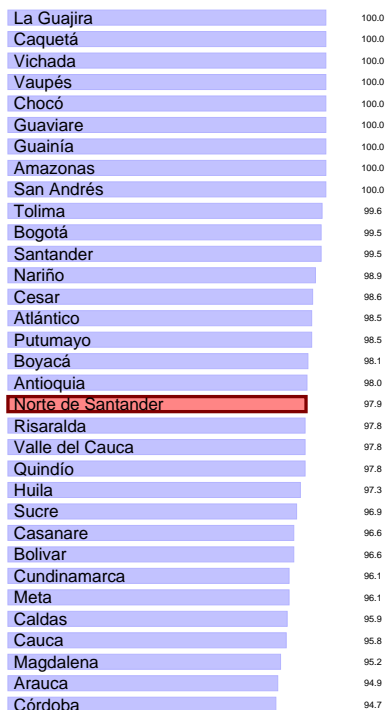 La Guajira 100.0
Caquetá 100.0
Vichada 100.0
Vaupés 100.0
Chocó 100.0
Guaviare 100.0
Guainía 100.0
Amazonas 100.0
San Andrés 100.0
Tolima 99.6
Bogotá 99.5
Santander 99.5
Nariño 98.9
Cesar 98.6
Atlántico 98.5
Putumayo 98.5
Boyacá 98.1
Antioquia 98.0
Norte de Santander 97.9
Risaralda 97.8
Valle del Cauca 97.8
Quindío 97.8
Huila 97.3
Sucre 96.9
Casanare 96.6
Bolivar 96.6
Cundinamarca 96.1
Meta 96.1
Caldas 95.9
Cauca 95.8
Magdalena 95.2
Arauca 94.9
Córdoba 94.7